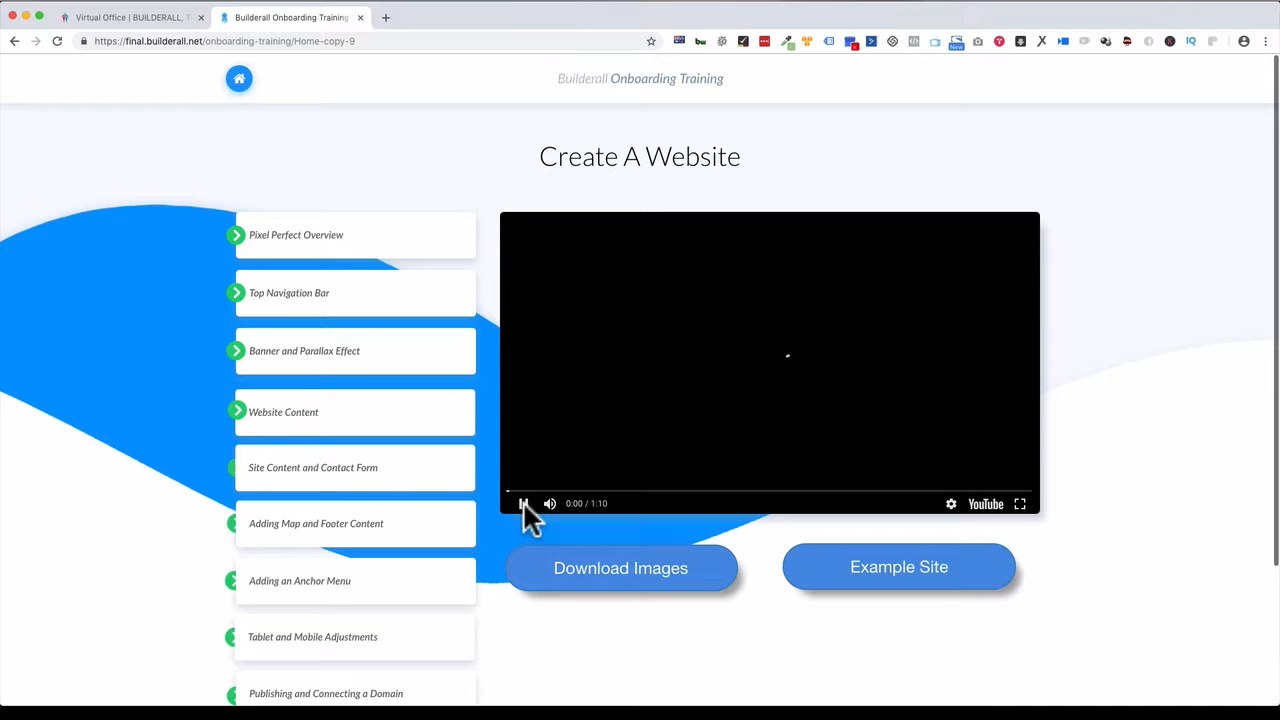 Virtual Office | BUILDERALL, T
Builderall Onboarding Training
https://final.builderall.net/onboarding-training/Home-copy-9
New
Builderall Onboarding Training
Create A Website
Pixel Perfect Overview
Top Navigation Bar
Banner and Parallax Effect
Website Content
Site Content and Contact Form
Adding Map and Footer Content
Adding an Anchor Menu
Tablet and Mobile Adjustments
Publishing and Connecting a Domain
0:00 / 1:10
YouTube
Download Images
Example Site